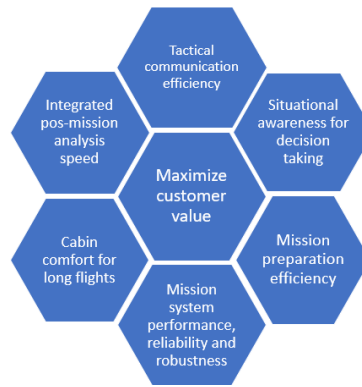 Tactical
communication
efficiency
Integrated
pos-mission
analysis
speed
Situational
awareness for
decision
taking
Maximize
customer
value
Cabin
comfort for
long flights
Mission
preparation
efficiency
Mission
system
performance,
reliability and
robustness